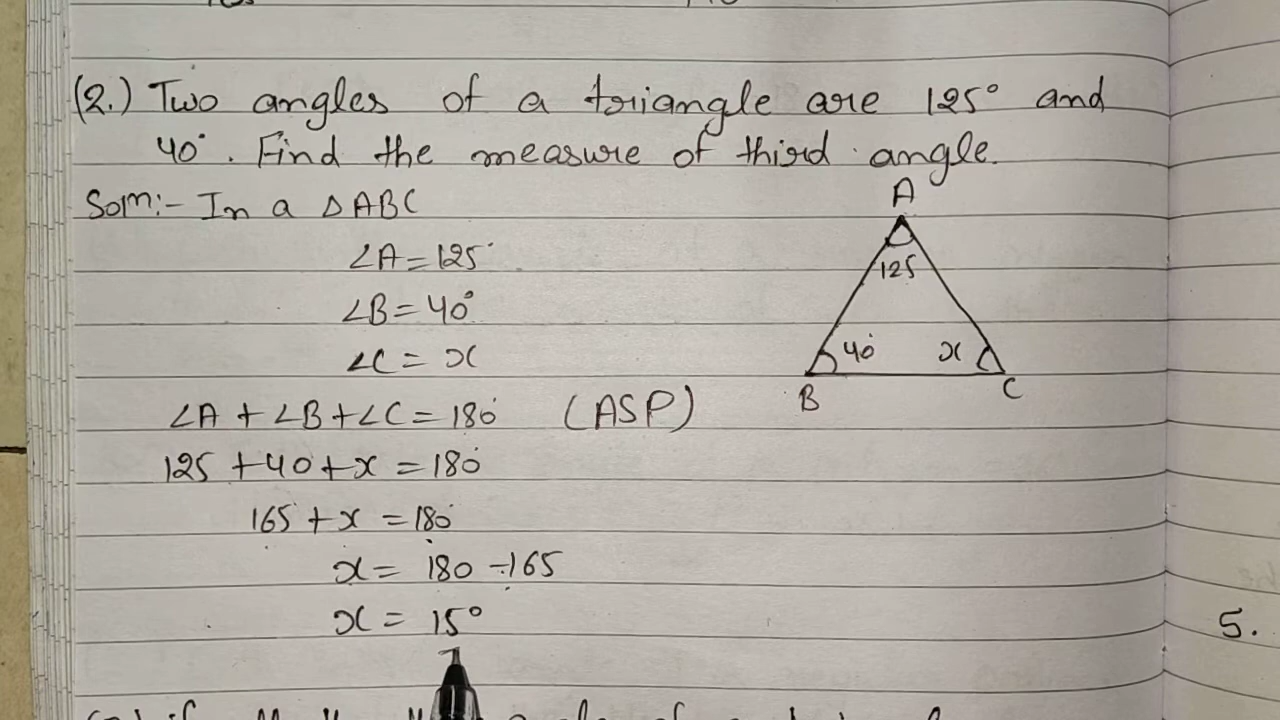 (2.) Two angles of a triangle are 125° and
40°. Find the measure of third angle.
Soln:- In a △ABC
∠A = 125°
∠B = 40°
∠C = x
∠A + ∠B + ∠C = 180° (ASP)
125 + 40 + x = 180°
165 + x = 180°
x = 180 - 165
x = 15°
A
125
40°
x
B
C
5.